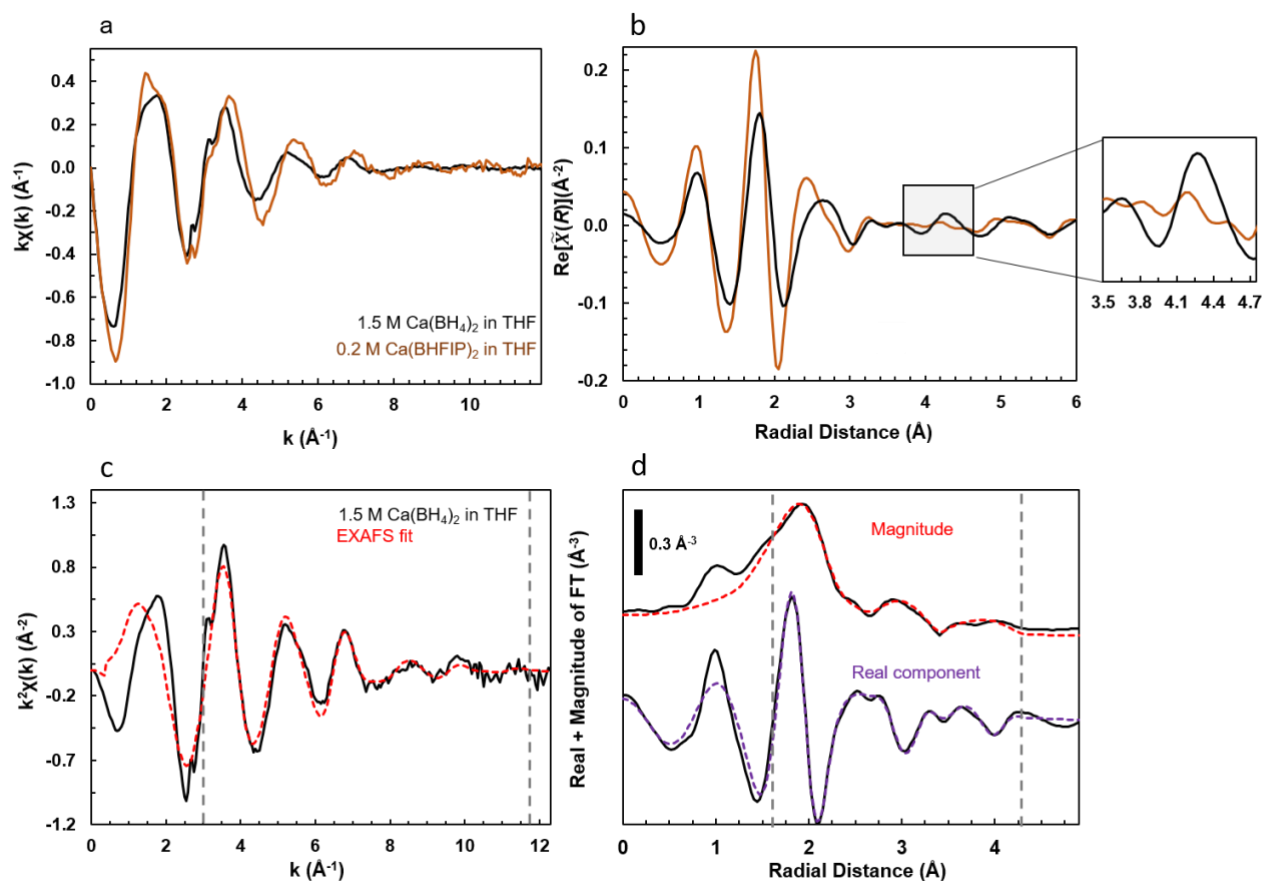 a
kχ(k) (Å-1)
0.4
0.2
0.0
-0.2
-0.4
-0.6
-0.8
-1.0
1.5 M Ca(BH4)2 in THF
0.2 M Ca(BHFIP)2 in THF
0 2 4 6 8 10
k (Å-1)
b
Re[χ̃(R)](Å-2)
0.2
0.1
0.0
-0.1
-0.2
0 1 2 3 4 5 6
Radial Distance (Å)
3.5 3.8 4.1 4.4 4.7
c
k2χ(k) (Å-2)
1.3
0.8
0.3
-0.2
-0.7
-1.2
1.5 M Ca(BH4)2 in THF
EXAFS fit
0 2 4 6 8 10 12
k (Å-1)
d
Real + Magnitude of FT (Å-3)
0.3 Å-3
Magnitude
Real component
0 1 2 3 4
Radial Distance (Å)